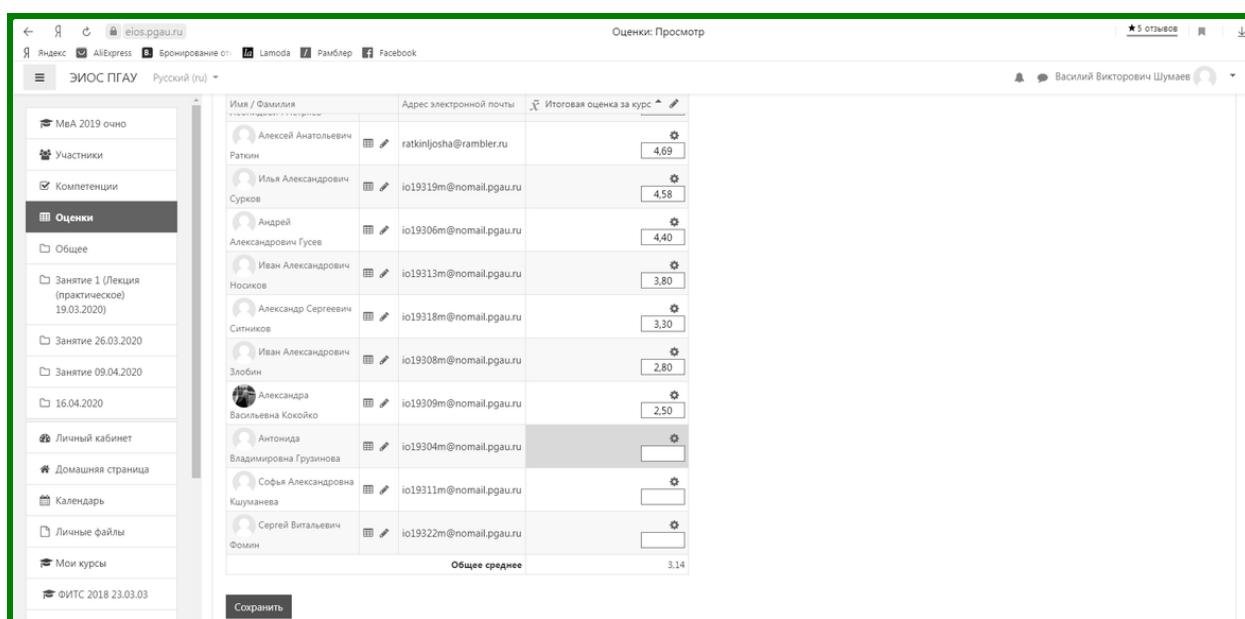 eios.pgau.ru
Оценки: Просмотр
★ 5 отзывов
Яндекс AliExpress Бронирование от Lamoda Рамблер Facebook
ЭИОС ПГАУ Русский (ru)
Василий Викторович Шумаев
МвА 2019 очно
Участники
Компетенции
Оценки
Общее
Занятие 1 (Лекция
(практическое)
19.03.2020)
Занятие 26.03.2020
Занятие 09.04.2020
16.04.2020
Личный кабинет
Домашняя страница
Календарь
Личные файлы
Мои курсы
ФИТС 2018 23.03.03
Имя / Фамилия Адрес электронной почты Итоговая оценка за курс
Алексей Анатольевич
Раткин ratkinljosha@rambler.ru 4,69
Илья Александрович
Сурков io19319m@nomail.pgau.ru 4,58
Андрей
Александрович Гусев io19306m@nomail.pgau.ru 4,40
Иван Александрович
Носиков io19313m@nomail.pgau.ru 3,80
Александр Сергеевич
Ситников io19318m@nomail.pgau.ru 3,30
Иван Александрович
Злобин io19308m@nomail.pgau.ru 2,80
Александра
Васильевна Кокойко io19309m@nomail.pgau.ru 2,50
Антонида
Владимировна Грузинова io19304m@nomail.pgau.ru
Софья Александровна
Кшуманева io19311m@nomail.pgau.ru
Сергей Витальевич
Фомин io19322m@nomail.pgau.ru
Общее среднее 3,14
Сохранить